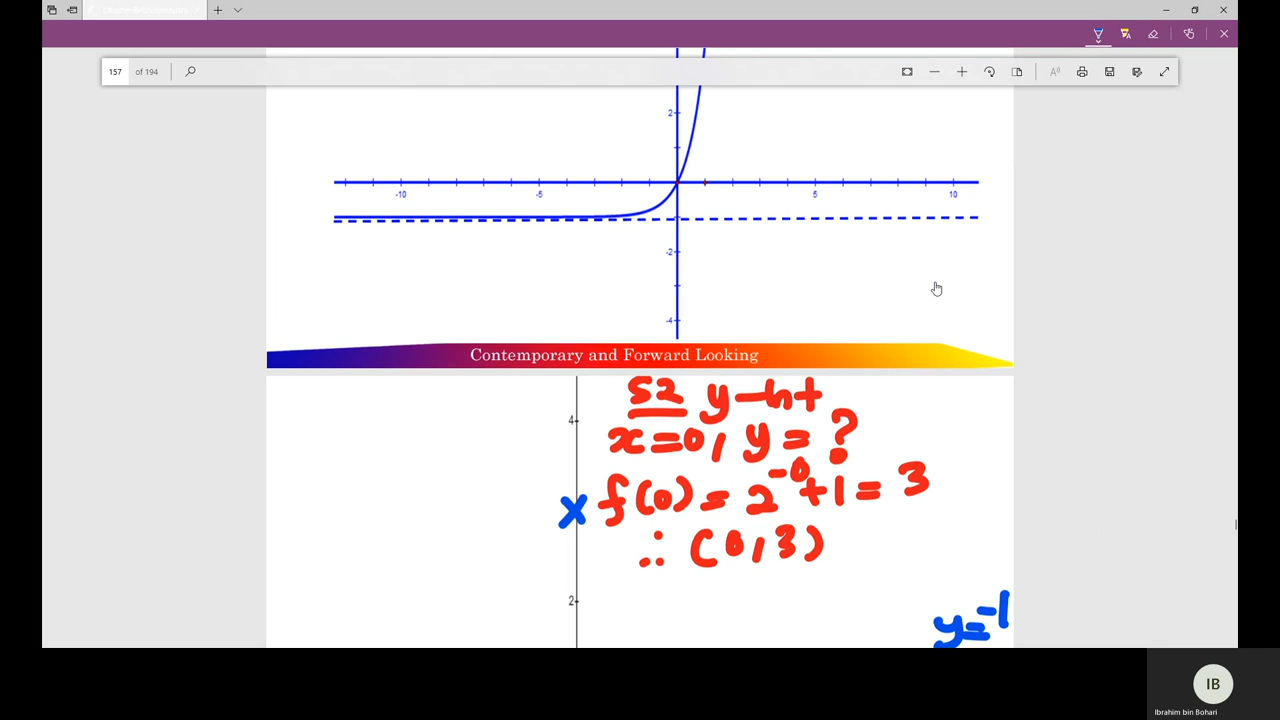 157 of 194
2
-10 -5 5 10
-2
-4
Contemporary and Forward Looking
4
S2 y-int
x=0, y=?
f(0)=2^-0+1=3
∴ (0,3)
2
y=-1
IB
Ibrahim bin Bohari